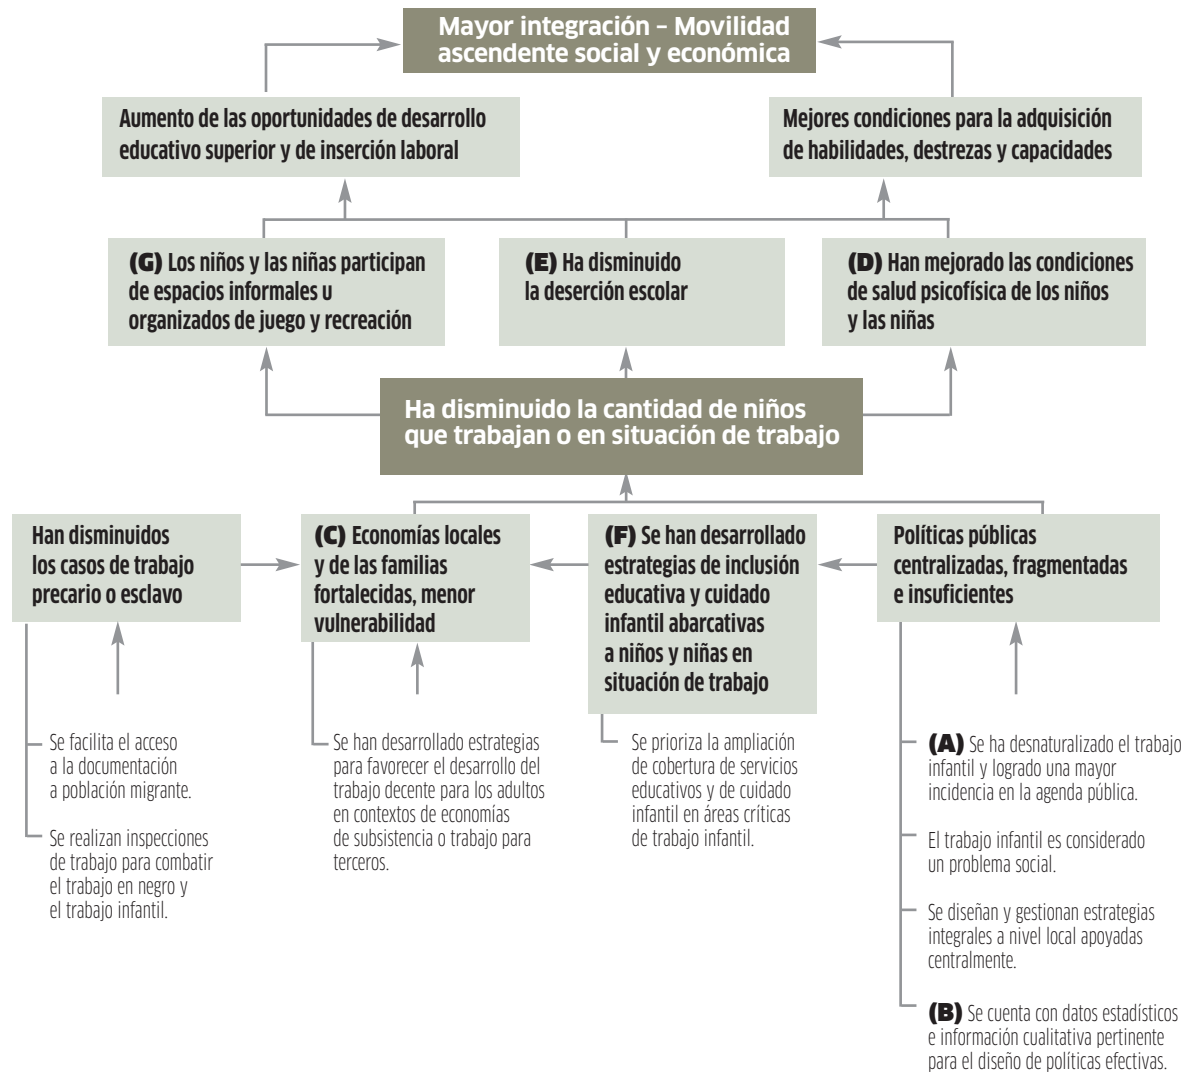 Mayor integración – Movilidad
ascendente social y económica
Aumento de las oportunidades de desarrollo
educativo superior y de inserción laboral
Mejores condiciones para la adquisición
de habilidades, destrezas y capacidades
(G) Los niños y las niñas participan
de espacios informales u
organizados de juego y recreación
(E) Ha disminuido
la deserción escolar
(D) Han mejorado las condiciones
de salud psicofísica de los niños
y las niñas
Ha disminuido la cantidad de niños
que trabajan o en situación de trabajo
Han disminuidos
los casos de trabajo
precario o esclavo
(C) Economías locales
y de las familias
fortalecidas, menor
vulnerabilidad
(F) Se han desarrollado
estrategias de inclusión
educativa y cuidado
infantil abarcativas
a niños y niñas en
situación de trabajo
Políticas públicas
centralizadas, fragmentadas
e insuficientes
Se facilita el acceso
a la documentación
a población migrante.
Se realizan inspecciones
de trabajo para combatir
el trabajo en negro y
el trabajo infantil.
Se han desarrollado estrategias
para favorecer el desarrollo del
trabajo decente para los adultos
en contextos de economías
de subsistencia o trabajo para
terceros.
Se prioriza la ampliación
de cobertura de servicios
educativos y de cuidado
infantil en áreas críticas
de trabajo infantil.
(A) Se ha desnaturalizado el trabajo
infantil y logrado una mayor
incidencia en la agenda pública.
El trabajo infantil es considerado
un problema social.
Se diseñan y gestionan estrategias
integrales a nivel local apoyadas
centralmente.
(B) Se cuenta con datos estadísticos
e información cualitativa pertinente
para el diseño de políticas efectivas.